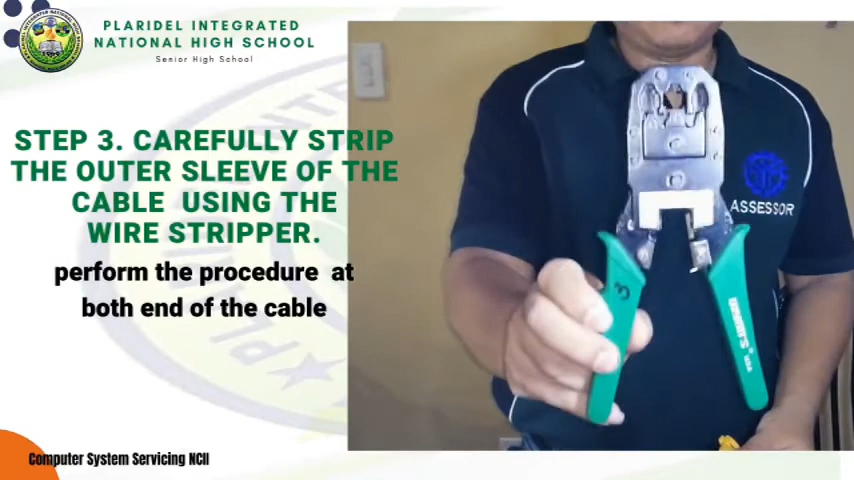 PLARIDEL INTEGRATED
NATIONAL HIGH SCHOOL
Senior High School
STEP 3. CAREFULLY STRIP
THE OUTER SLEEVE OF THE
CABLE USING THE
WIRE STRIPPER.
perform the procedure at
both end of the cable
ASSESSOR
Computer System Servicing NCII